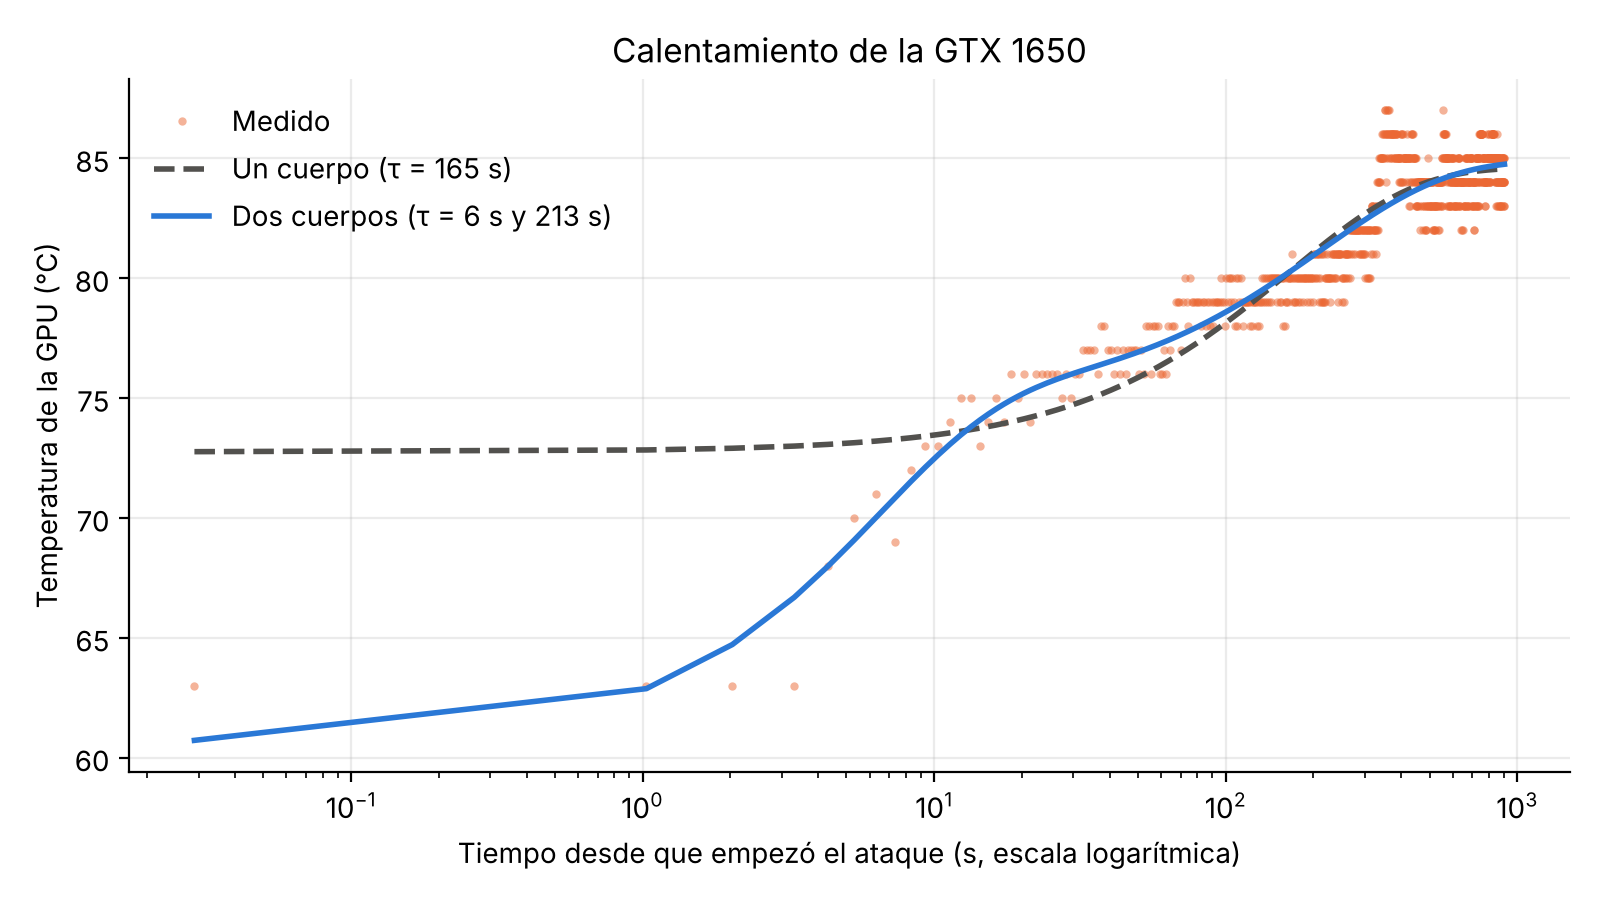 Calentamiento de la GTX 1650
Medido
Un cuerpo (τ = 165 s)
Dos cuerpos (τ = 6 s y 213 s)
Temperatura de la GPU (°C)
85
80
75
70
65
60
10⁻¹
10⁰
10¹
10²
10³
Tiempo desde que empezó el ataque (s, escala logarítmica)